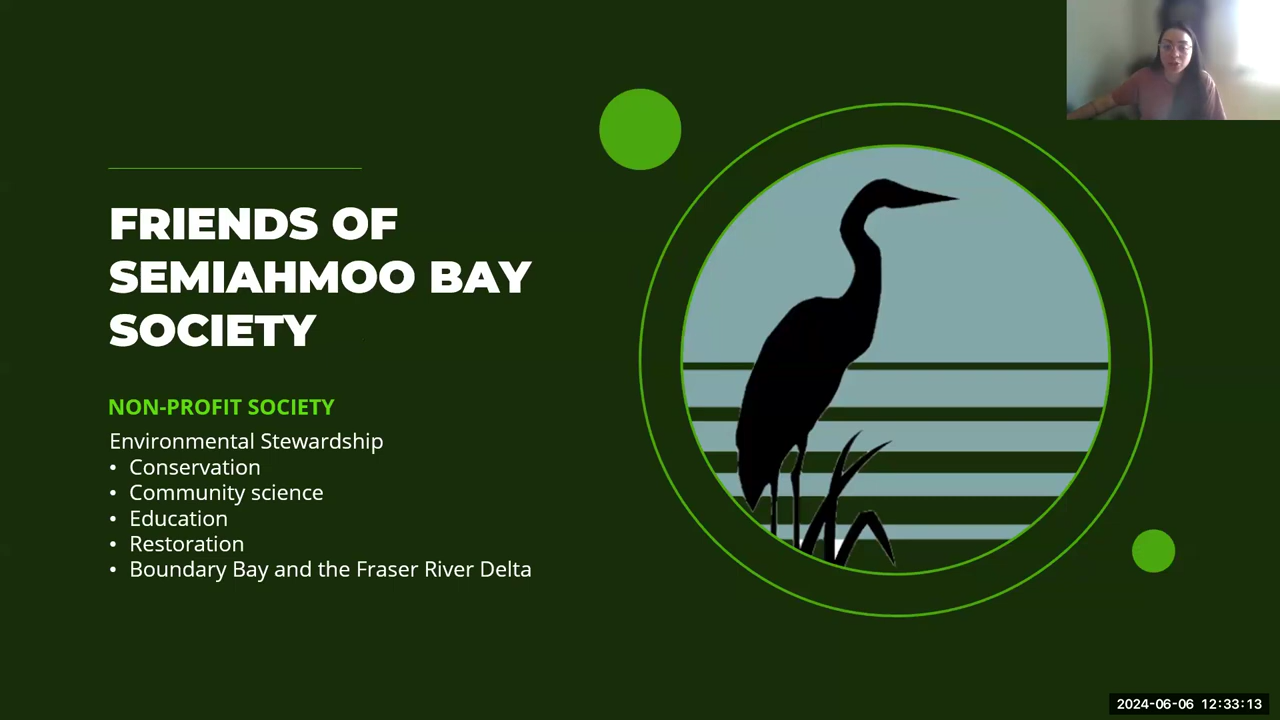 FRIENDS OF
SEMIAHMOO BAY
SOCIETY
NON-PROFIT SOCIETY
Environmental Stewardship
• Conservation
• Community science
• Education
• Restoration
• Boundary Bay and the Fraser River Delta
2024-06-06 12:33:13